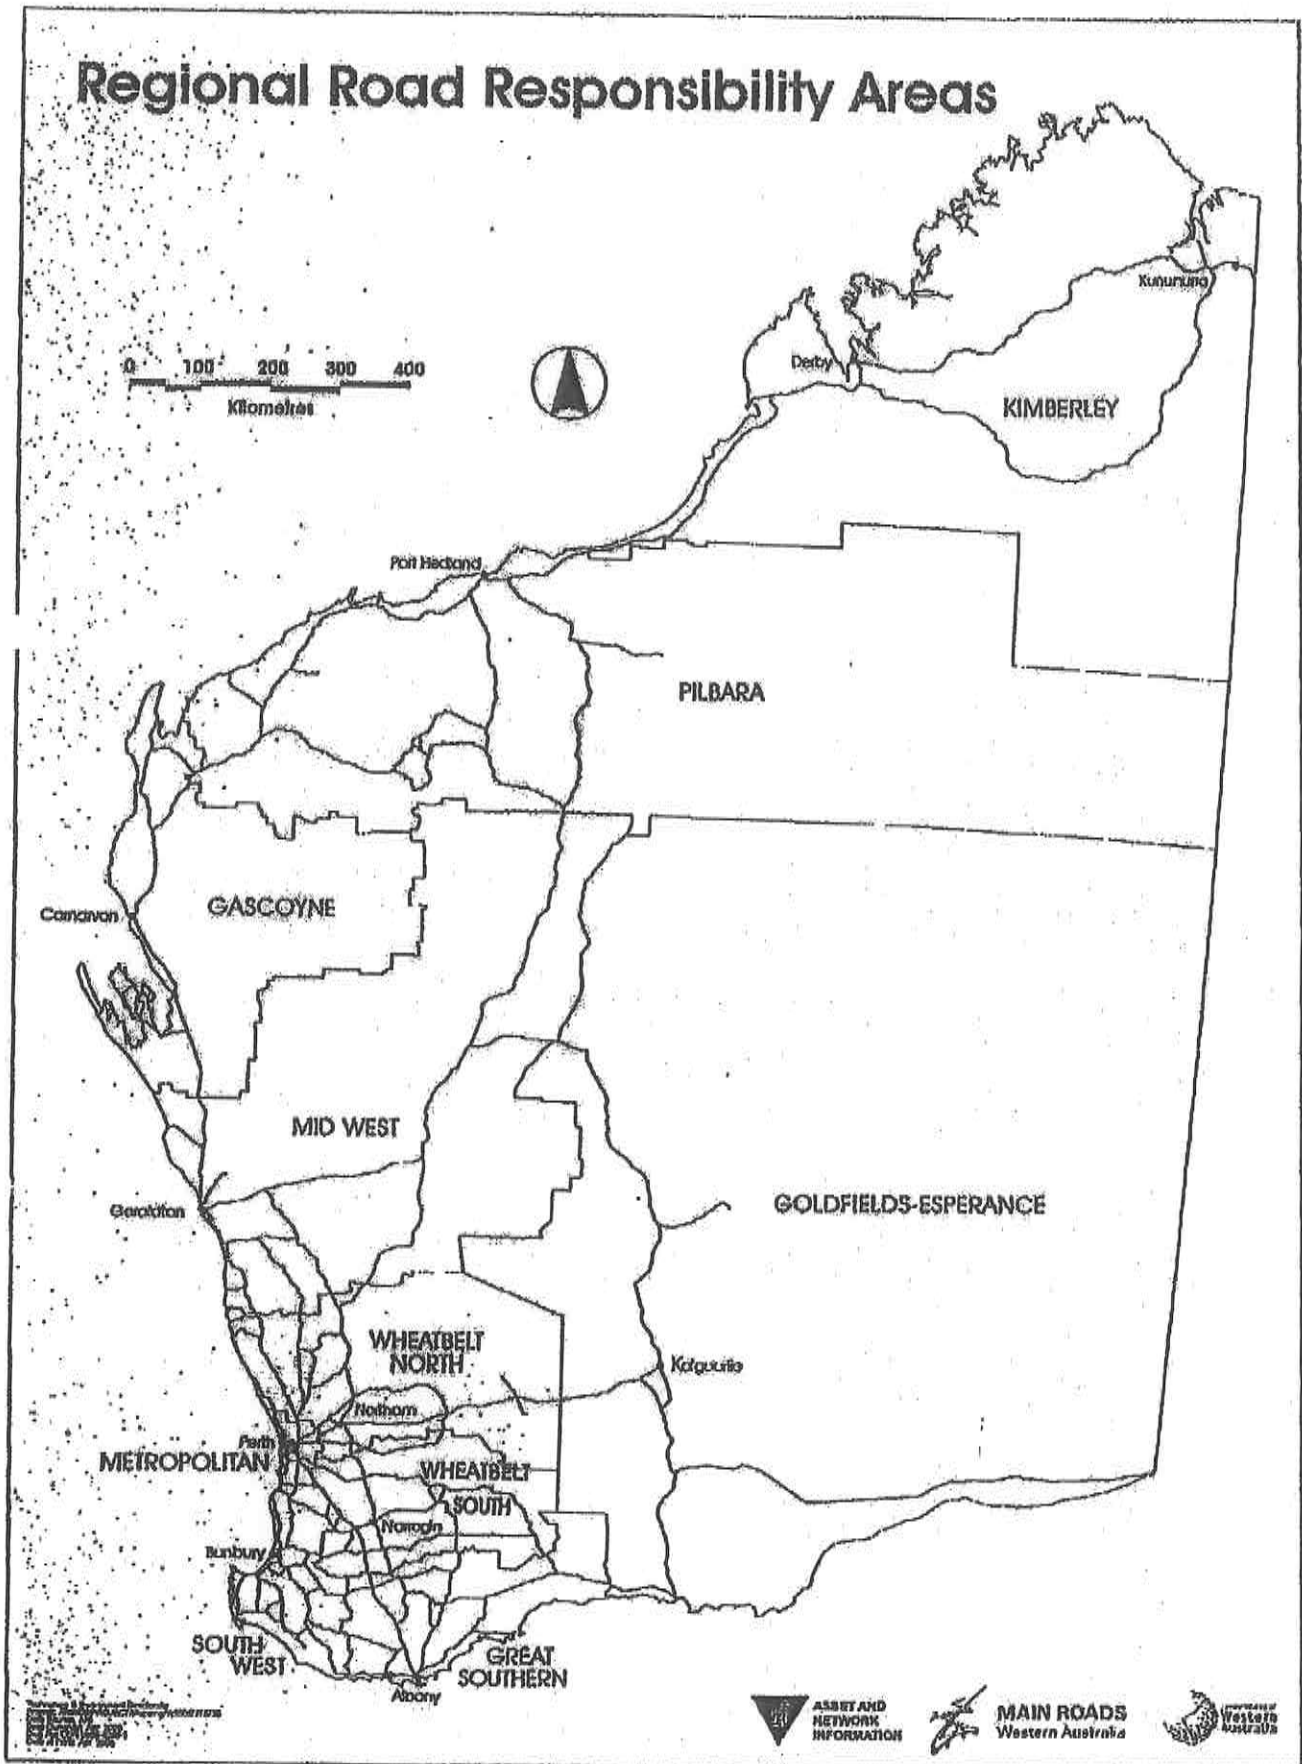 Regional Road Responsibility Areas
0 100 200 300 400
Kilometres
Kununurra
Derby
KIMBERLEY
Port Hedland
PILBARA
Carnarvon
GASCOYNE
MID WEST
Geraldton
GOLDFIELDS-ESPERANCE
WHEATBELT
NORTH
Kalgoorlie
Northam
Perth
METROPOLITAN
WHEATBELT
SOUTH
Narrogin
Bunbury
SOUTH
WEST
GREAT
SOUTHERN
Albany
ASSET AND
NETWORK
INFORMATION
MAIN ROADS
Western Australia
Western
Australia